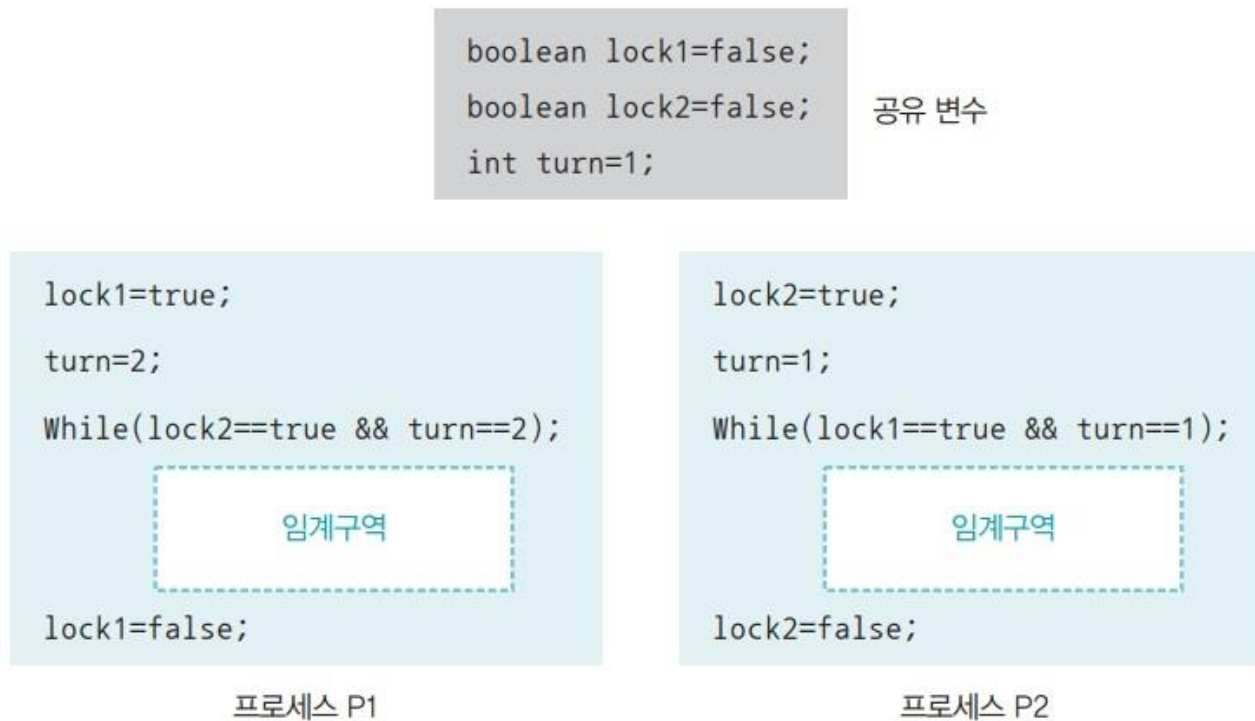 boolean lock1=false;
boolean lock2=false;
int turn=1;
공유 변수
lock1=true;
turn=2;
While(lock2==true && turn==2);
임계구역
lock1=false;
프로세스 P1
lock2=true;
turn=1;
While(lock1==true && turn==1);
임계구역
lock2=false;
프로세스 P2